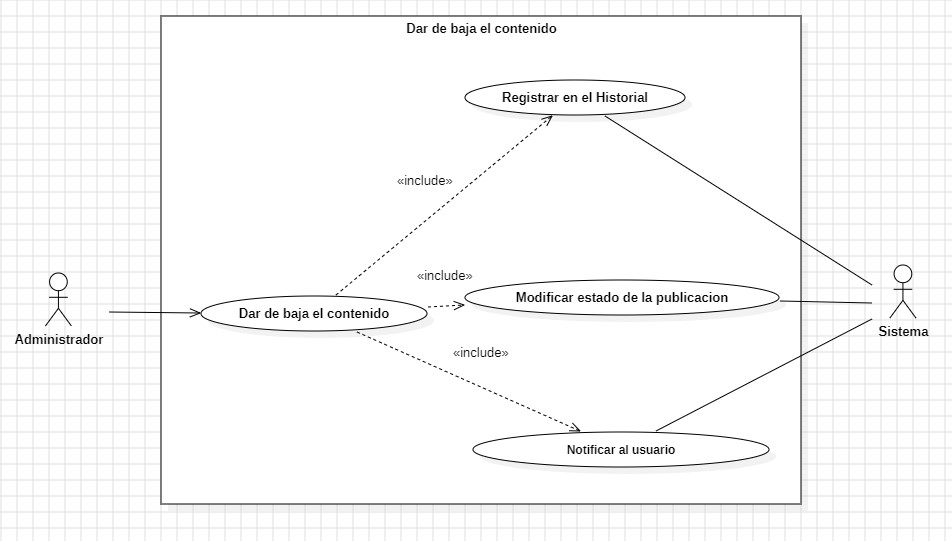 Dar de baja el contenido
Registrar en el Historial
«include»
«include»
Modificar estado de la publicacion
Dar de baja el contenido
Administrador
Sistema
«include»
Notificar al usuario